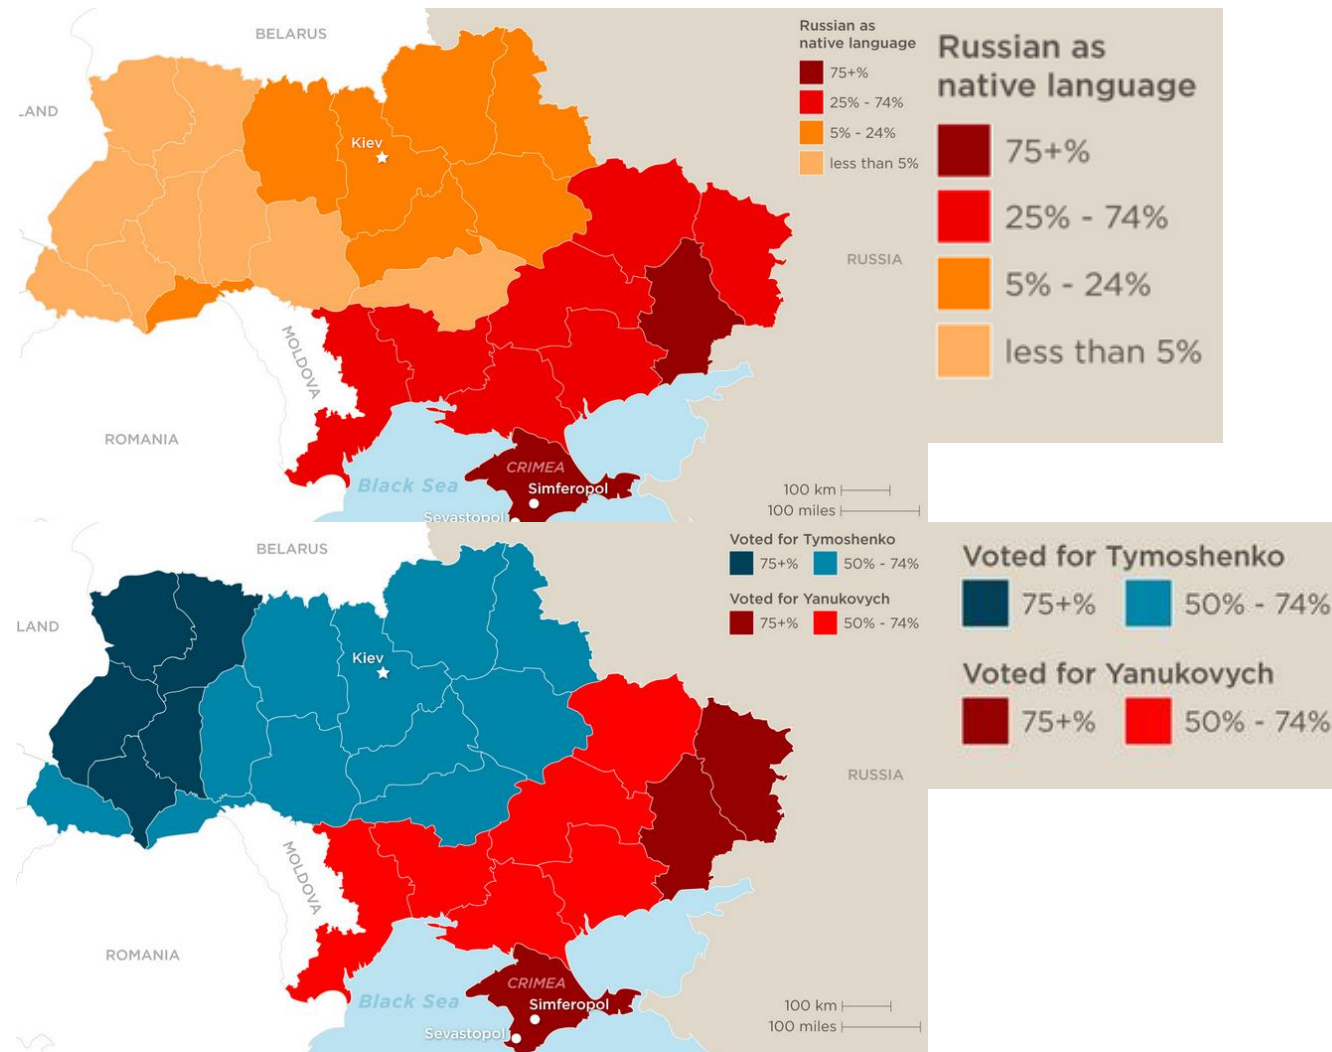 BELARUS
Russian as
native language
75+%
25% - 74%
5% - 24%
less than 5%
Russian as
native language
75+%
25% - 74%
5% - 24%
less than 5%
LAND
Kiev
RUSSIA
MOLDOVA
ROMANIA
CRIMEA
Simferopol
Black Sea
Sevastopol
100 km
100 miles
BELARUS
Voted for Tymoshenko
75+% 50% - 74%
Voted for Yanukovych
75+% 50% - 74%
Voted for Tymoshenko
75+% 50% - 74%
Voted for Yanukovych
75+% 50% - 74%
LAND
Kiev
RUSSIA
MOLDOVA
ROMANIA
CRIMEA
Simferopol
Black Sea
Sevastopol
100 km
100 miles